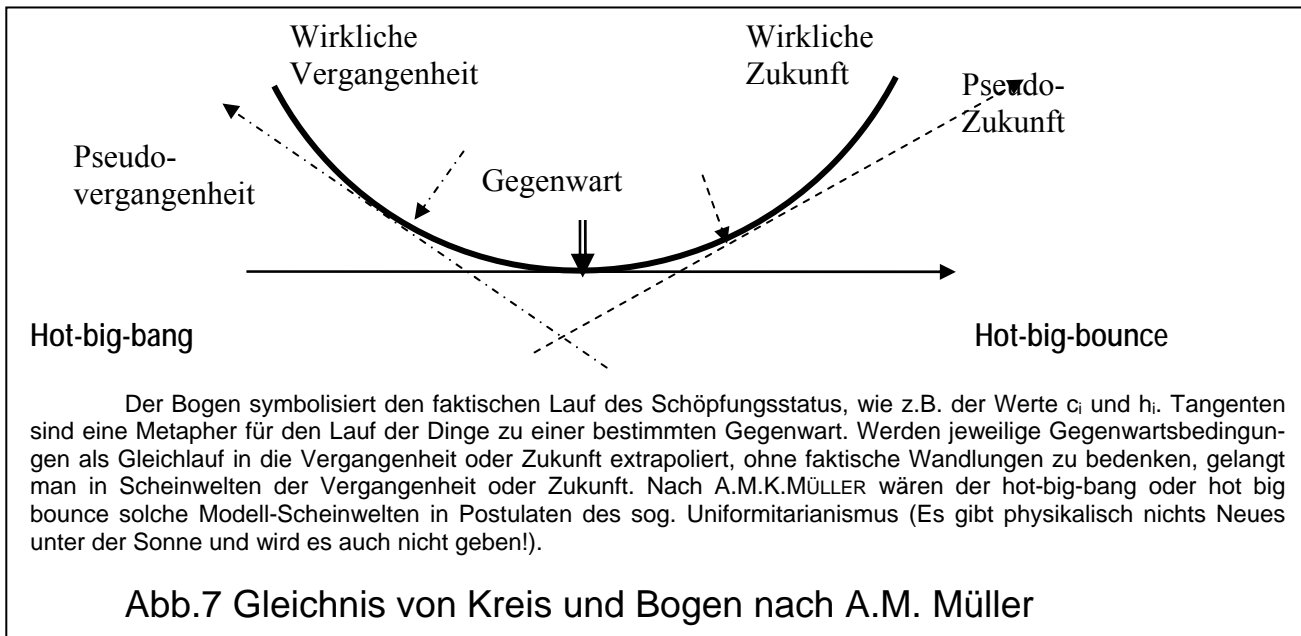 Wirkliche
Vergangenheit
Wirkliche
Zukunft
Pseudo-
Zukunft
Pseudo-
vergangenheit
Gegenwart
Hot-big-bang
Hot-big-bounce
Der Bogen symbolisiert den faktischen Lauf des Schöpfungsstatus, wie z.B. der Werte ci und hi. Tangenten
sind eine Metapher für den Lauf der Dinge zu einer bestimmten Gegenwart. Werden jeweilige Gegenwartsbedingun-
gen als Gleichlauf in die Vergangenheit oder Zukunft extrapoliert, ohne faktische Wandlungen zu bedenken, gelangt
man in Scheinwelten der Vergangenheit oder Zukunft. Nach A.M.K.MÜLLER wären der hot-big-bang oder hot big
bounce solche Modell-Scheinwelten in Postulaten des sog. Uniformitarianismus (Es gibt physikalisch nichts Neues
unter der Sonne und wird es auch nicht geben!).
Abb.7 Gleichnis von Kreis und Bogen nach A.M. Müller